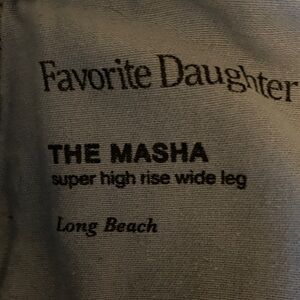 Favorite Daughter
THE MASHA
super high rise wide leg
Long Beach